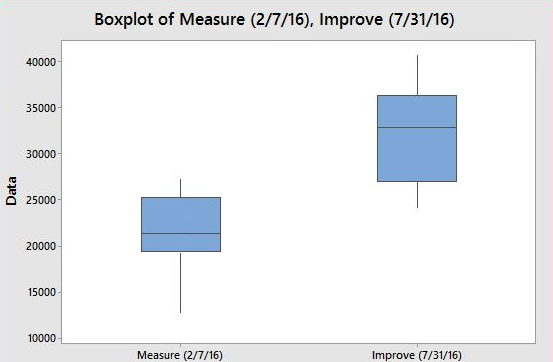 Boxplot of Measure (2/7/16), Improve (7/31/16)
40000
35000
30000
25000
20000
15000
10000
Data
Measure (2/7/16)
Improve (7/31/16)